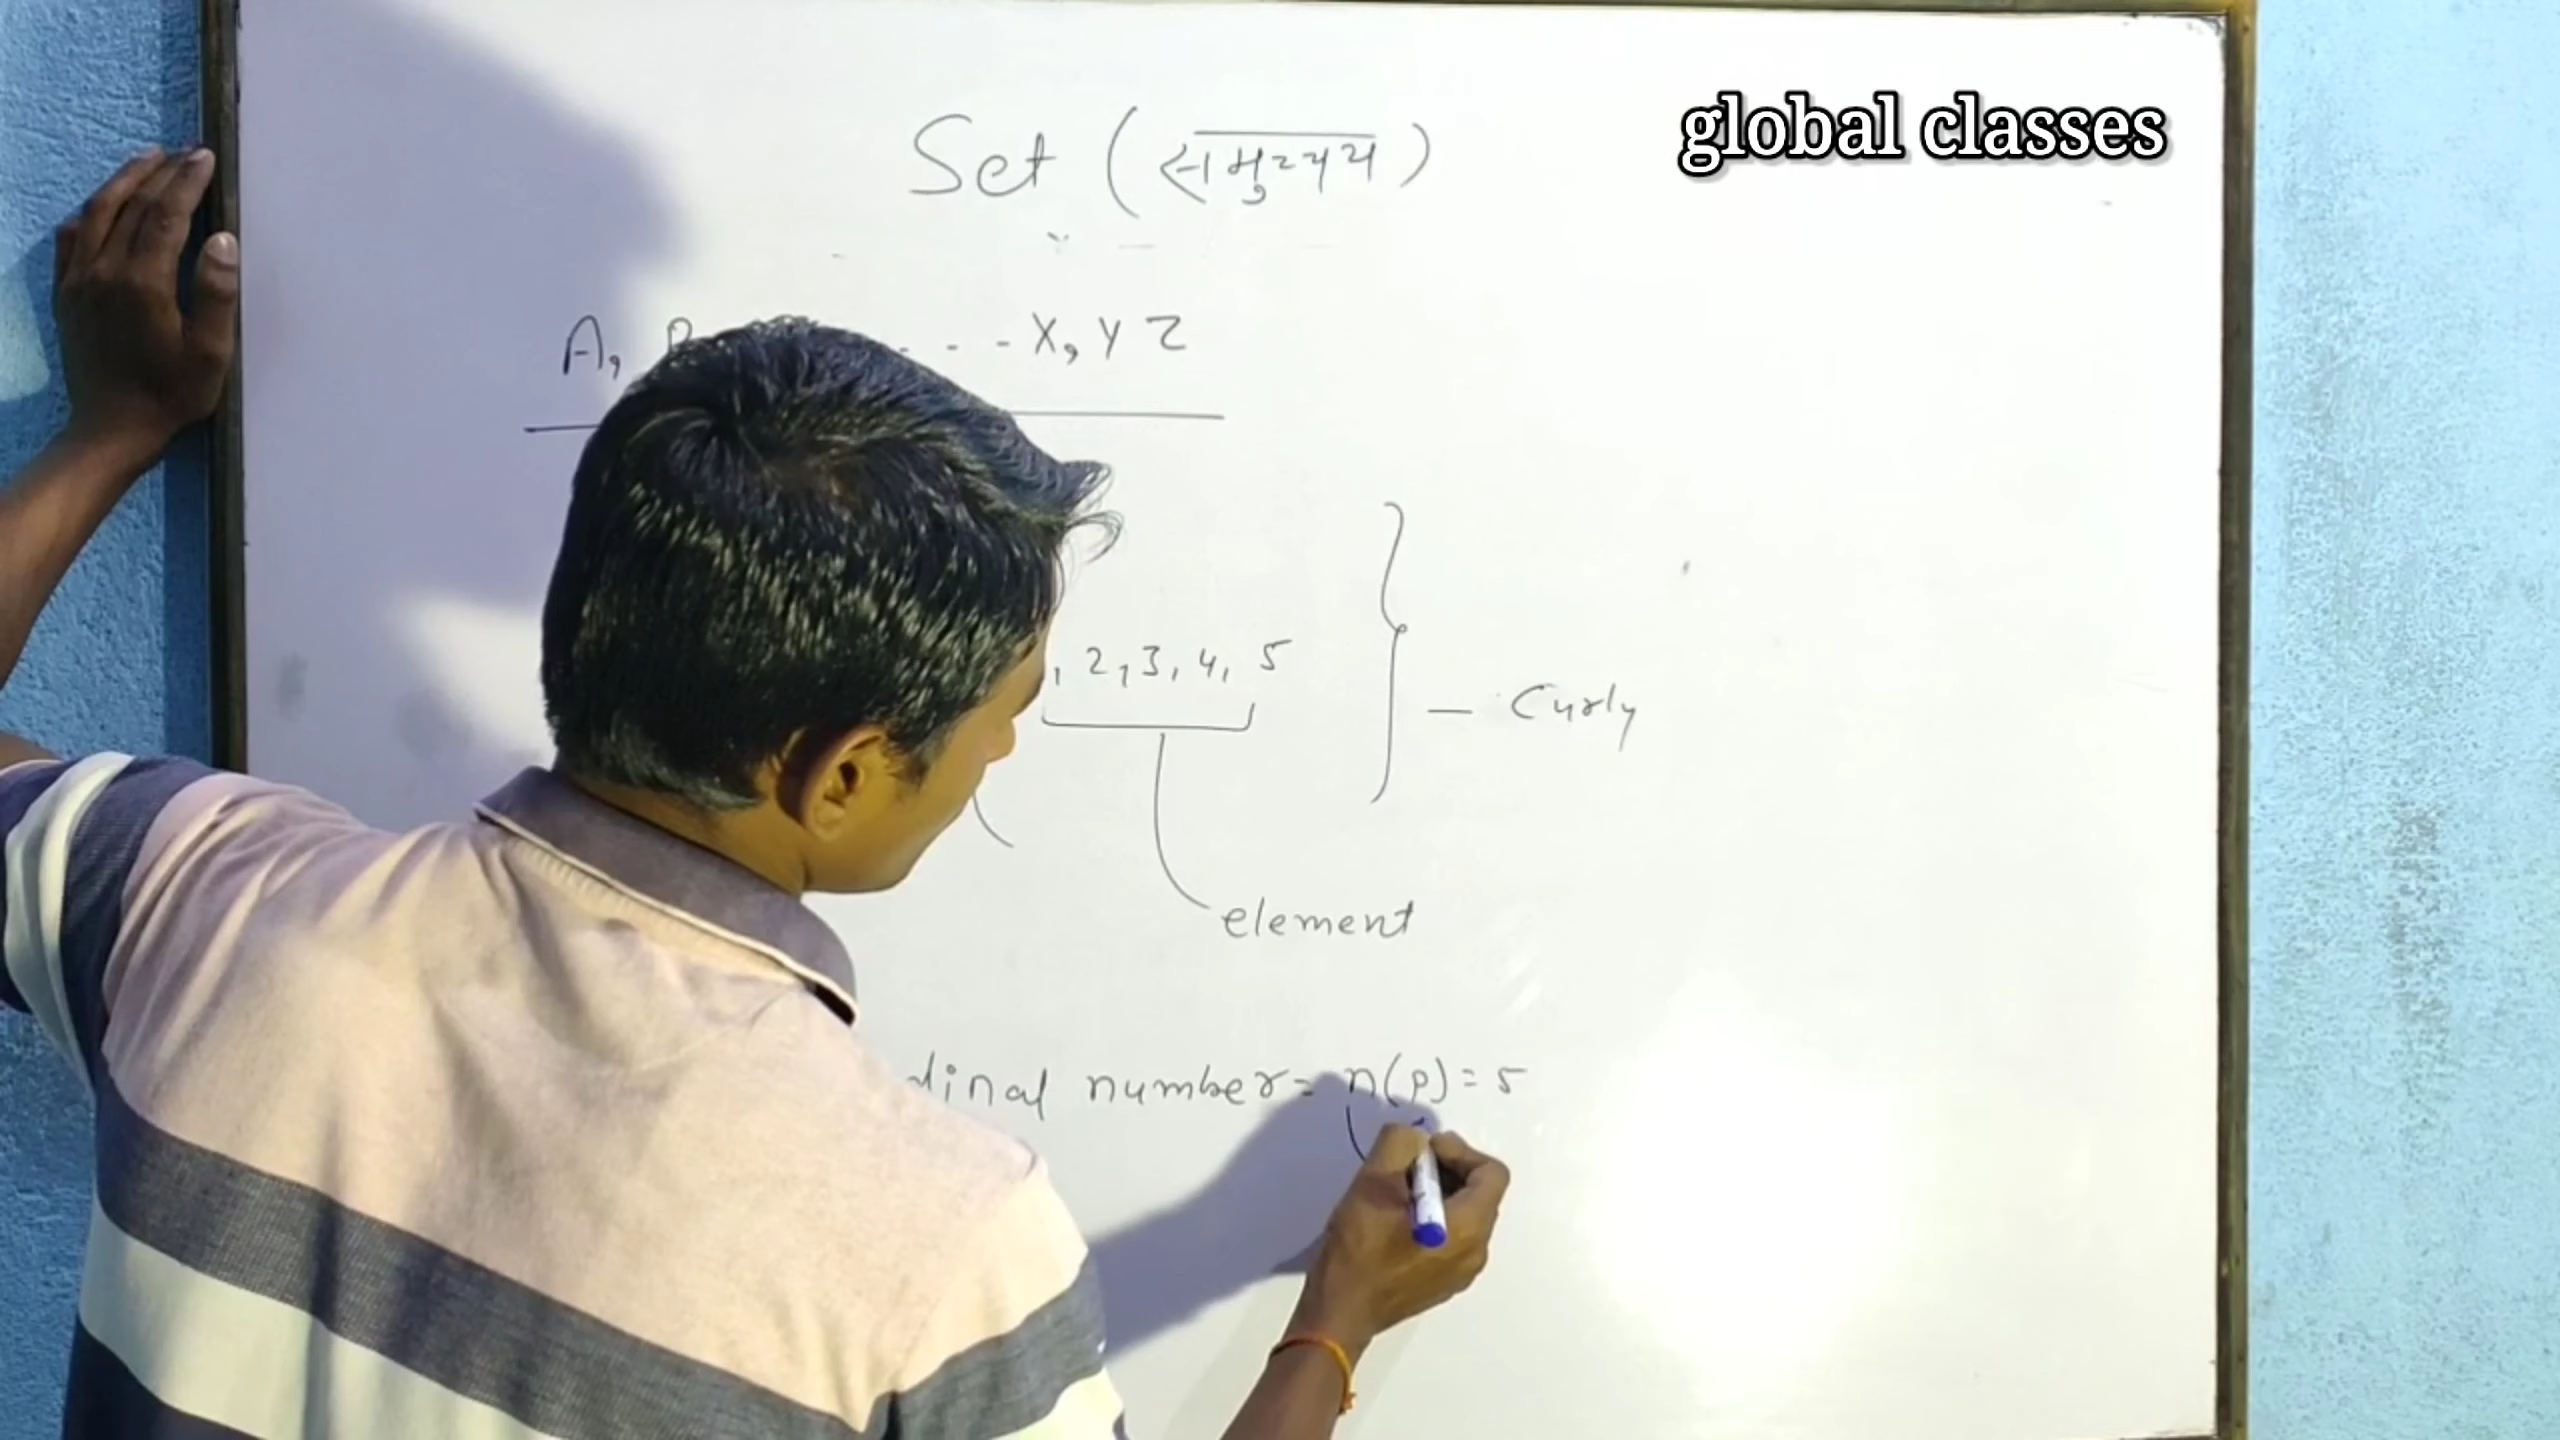 global classes
Set (समुच्चय)
A, B - - - X, Y Z
, 2, 3, 4, 5 }
— Curly
element
dinal number = n(p) = 5